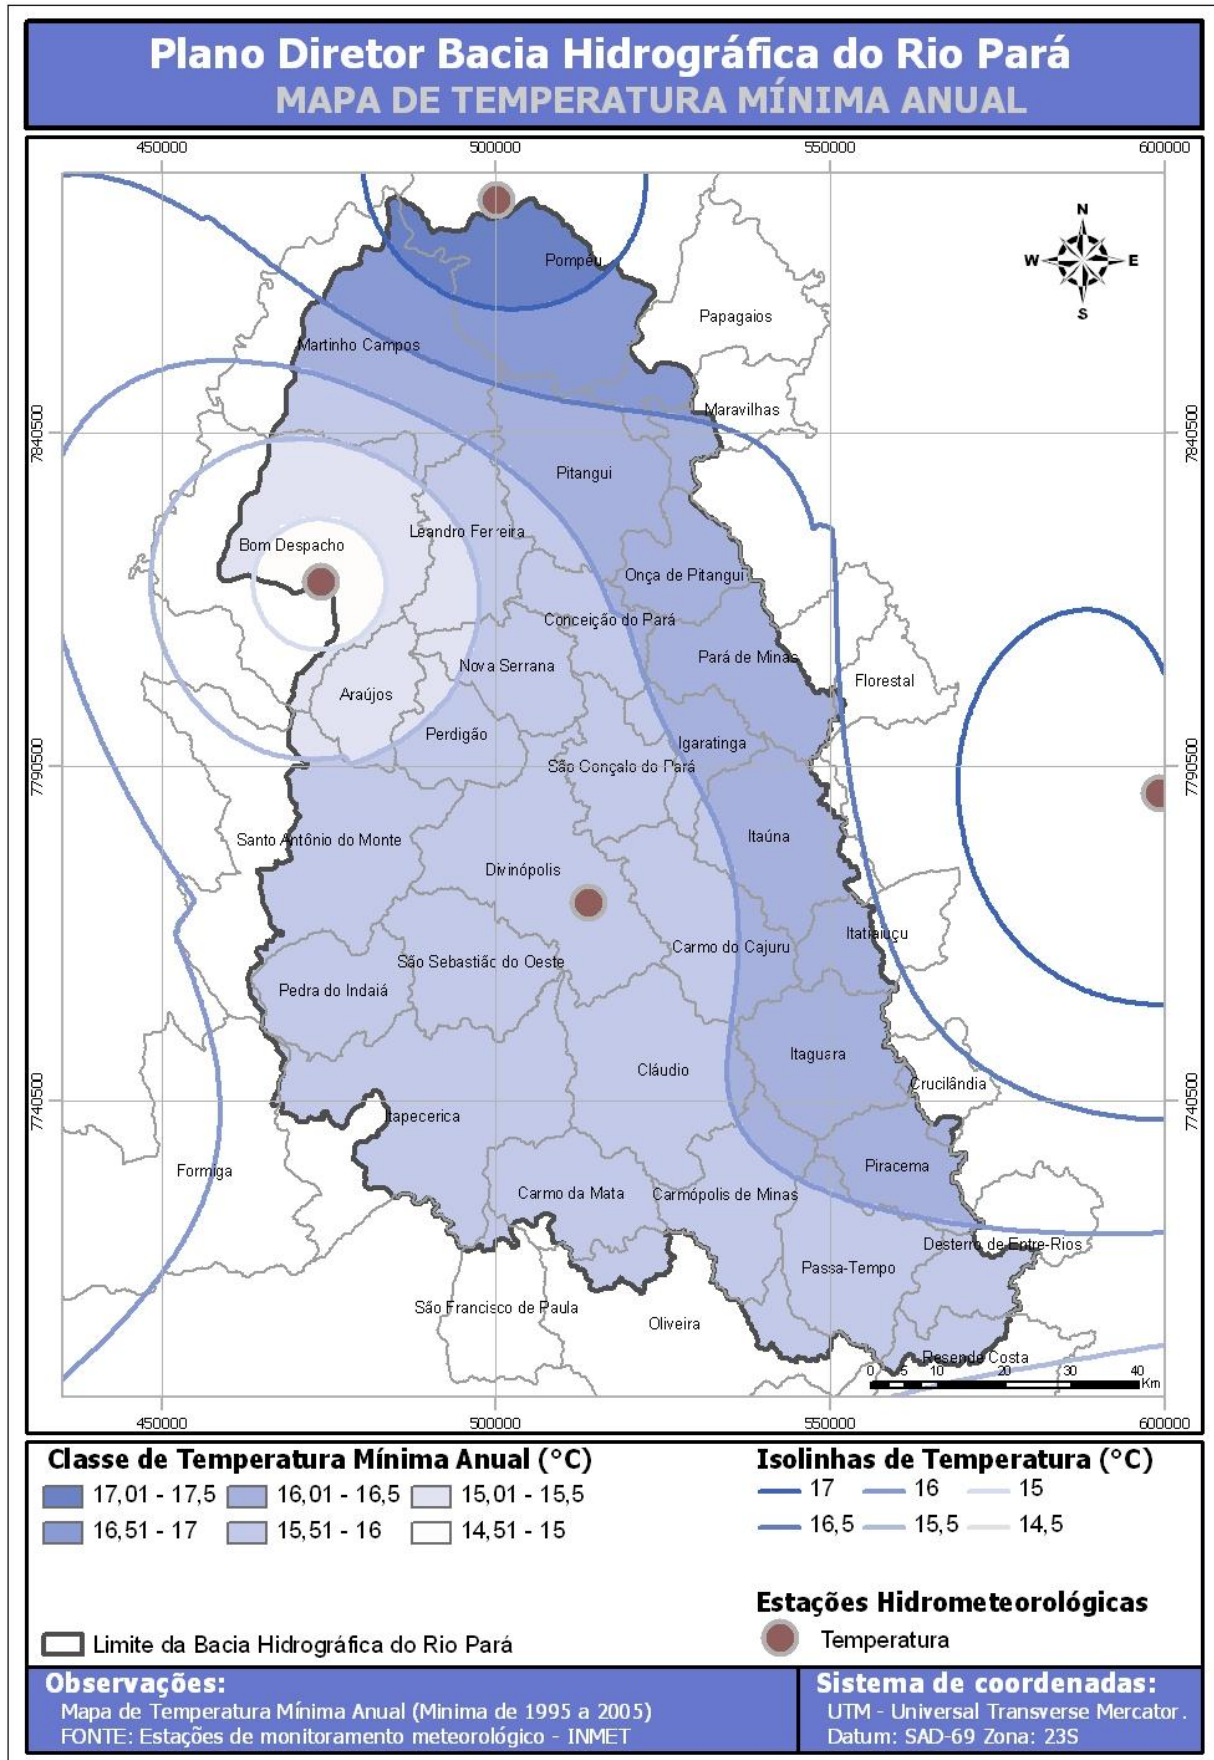 Plano Diretor Bacia Hidrográfica do Rio Pará
MAPA DE TEMPERATURA MÍNIMA ANUAL
450000 500000 550000 600000
N
W E
S
Pompéu
Papagaios
Martinho Campos
Maravilhas
7840500 7840500
Pitangui
Leandro Ferreira
Bom Despacho
Onça de Pitangui
Conceição do Pará
Pará de Minas
Nova Serrana
Florestal
Araújos
Perdigão
Igaratinga
São Gonçalo do Pará
7790500 7790500
Itaúna
Santo Antônio do Monte
Divinópolis
Itatiaiuçu
Carmo do Cajuru
São Sebastião do Oeste
Pedra do Indaiá
Itaguara
Cláudio
Crucilândia
7740500 7740500
Itapecerica
Piracema
Formiga
Carmo da Mata
Carmópolis de Minas
Desterro de Entre-Rios
Passa-Tempo
São Francisco de Paula
Oliveira
Resende Costa
0 5 10 20 30 40
Km
450000 500000 550000 600000
Classe de Temperatura Mínima Anual (°C)
17,01 - 17,5 16,01 - 16,5 15,01 - 15,5
16,51 - 17 15,51 - 16 14,51 - 15
Limite da Bacia Hidrográfica do Rio Pará
Isolinhas de Temperatura (°C)
17 16 15
16,5 15,5 14,5
Estações Hidrometeorológicas
Temperatura
Observações:
Mapa de Temperatura Mínima Anual (Minima de 1995 a 2005)
FONTE: Estações de monitoramento meteorológico - INMET
Sistema de coordenadas:
UTM - Universal Transverse Mercator.
Datum: SAD-69 Zona: 23S